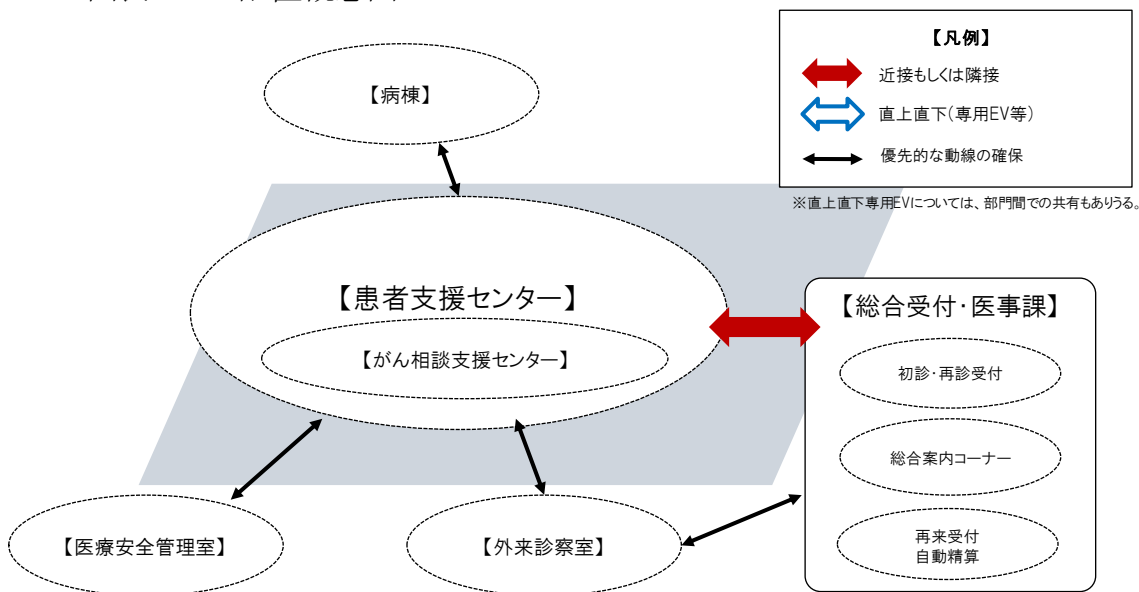 【凡例】
近接もしくは隣接
直上直下(専用EV等)
優先的な動線の確保
※直上直下専用EVについては、部門間での共有もありうる。
【病棟】
【患者支援センター】
【がん相談支援センター】
【総合受付・医事課】
初診・再診受付
総合案内コーナー
再来受付
自動精算
【医療安全管理室】
【外来診察室】